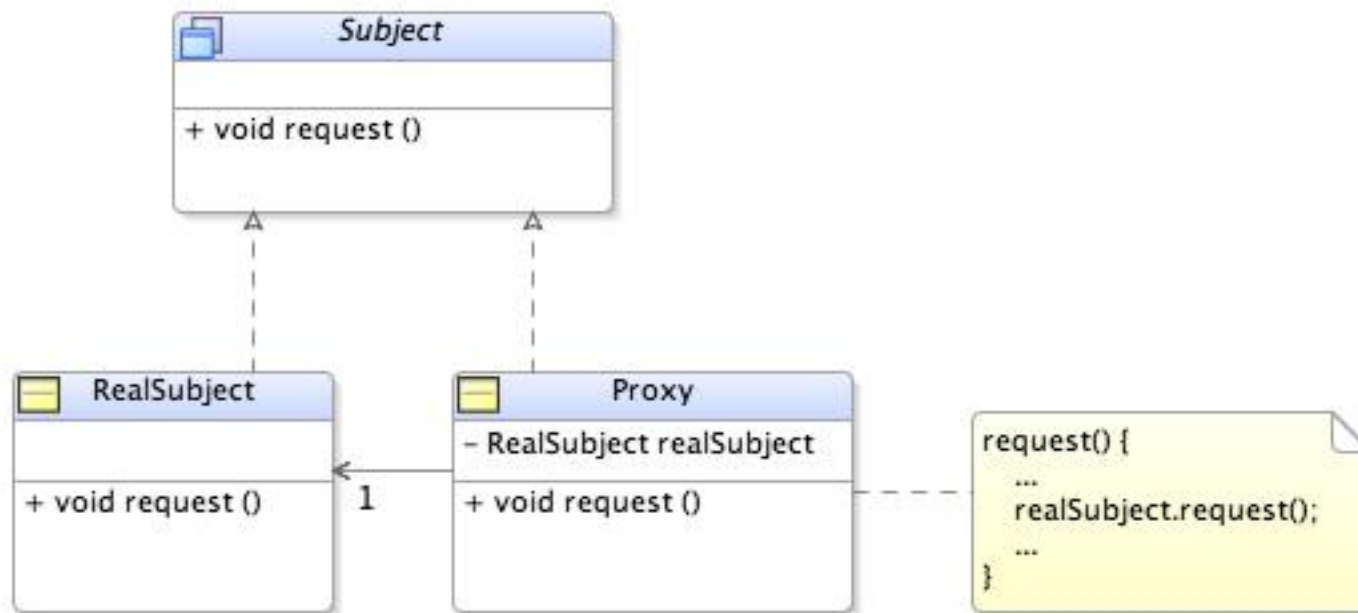 Subject
+ void request ()
RealSubject
+ void request ()
1
Proxy
– RealSubject realSubject
+ void request ()
request() {
...
realSubject.request();
...
}